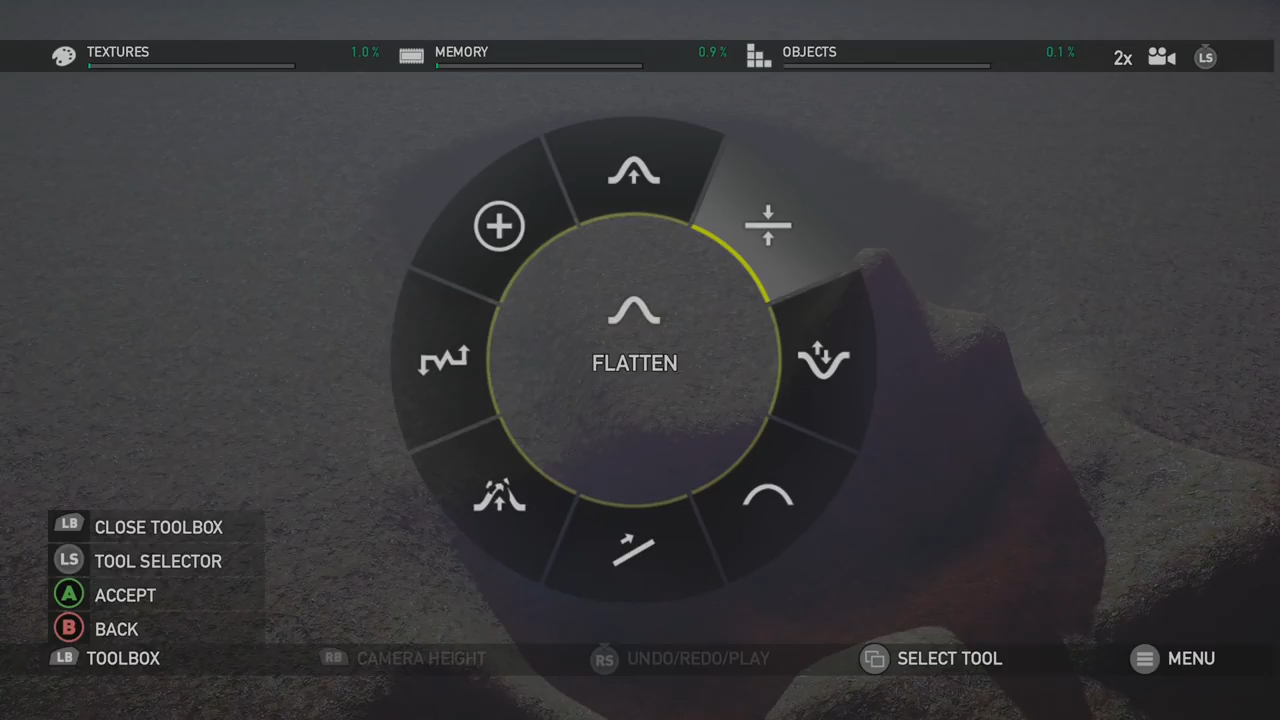 TEXTURES 1.0 % MEMORY 0.9 % OBJECTS 0.1 % 2x LS
FLATTEN
LB CLOSE TOOLBOX
LS TOOL SELECTOR
A ACCEPT
B BACK
LB TOOLBOX RB CAMERA HEIGHT RS UNDO/REDO/PLAY SELECT TOOL MENU